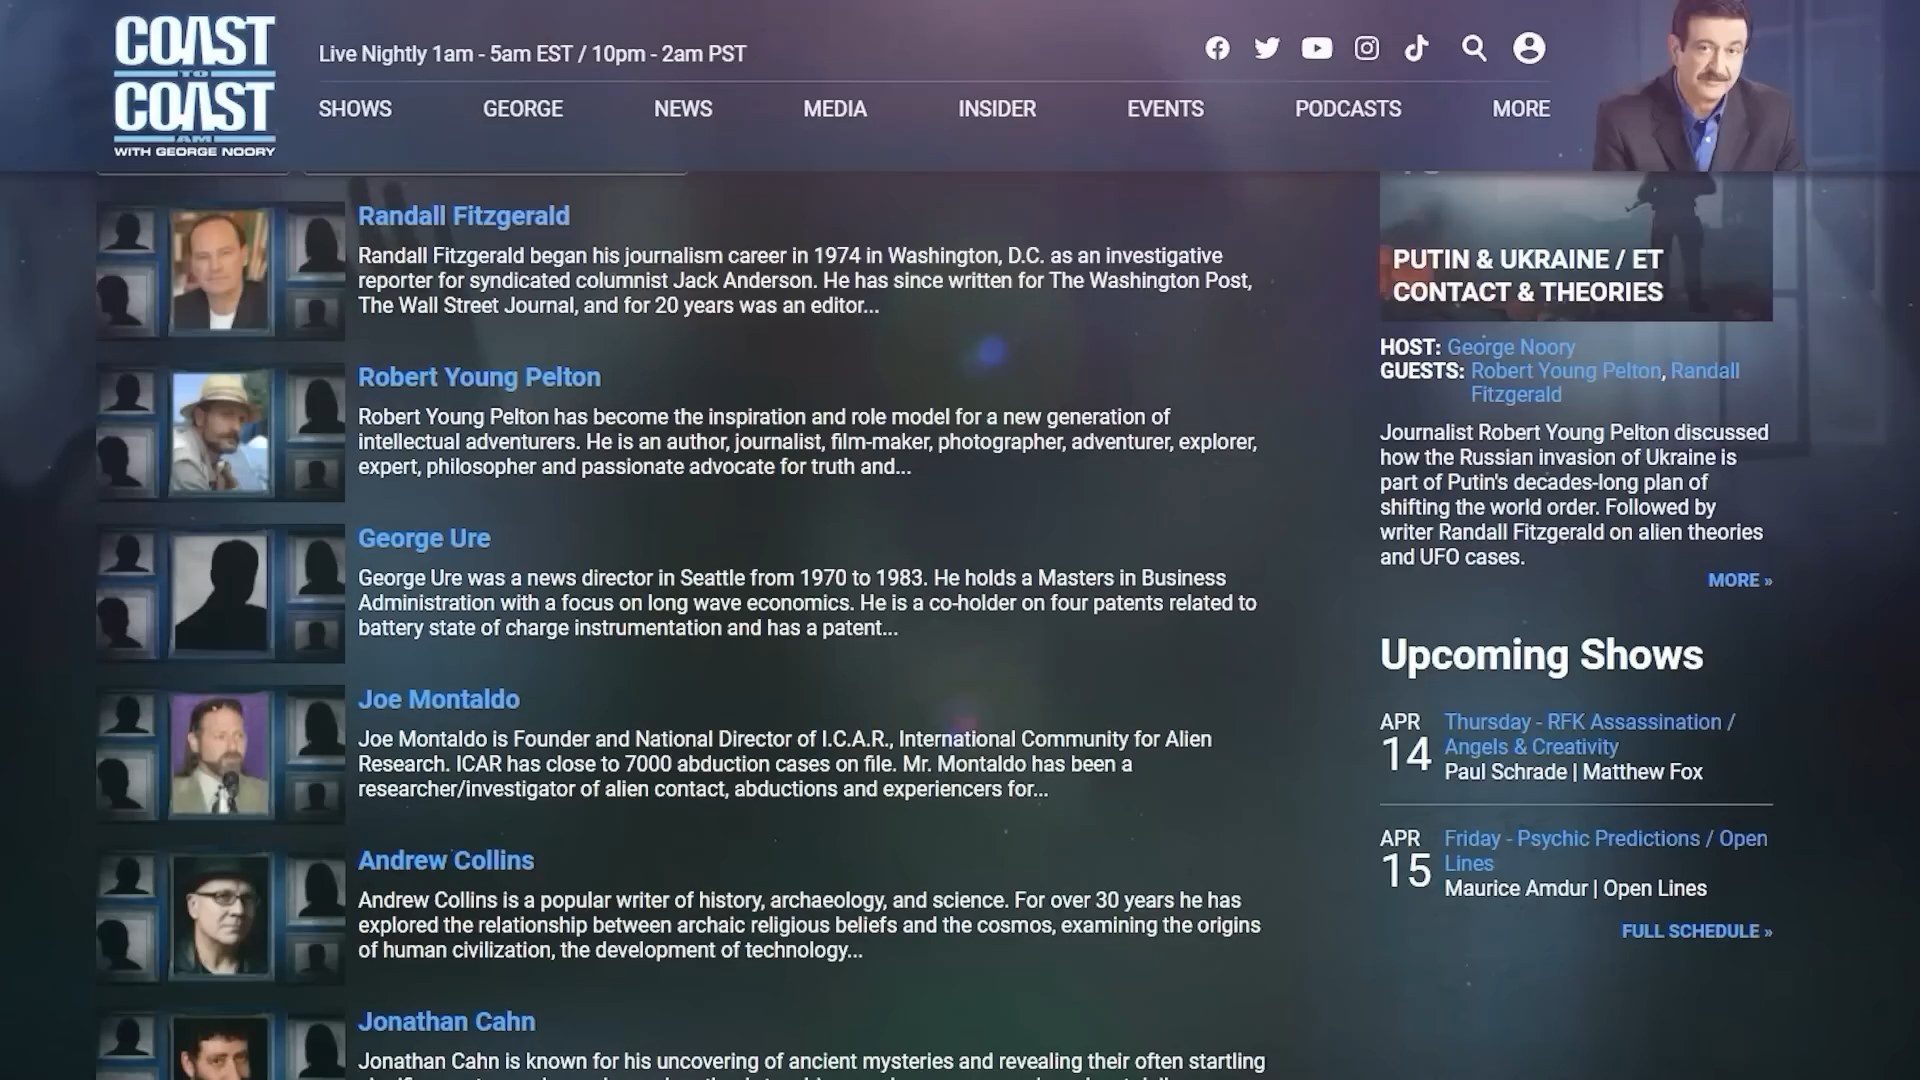 COAST
TO
COAST
AM
WITH GEORGE NOORY
Live Nightly 1am - 5am EST / 10pm - 2am PST
SHOWS GEORGE NEWS MEDIA INSIDER EVENTS PODCASTS MORE
Randall Fitzgerald
Randall Fitzgerald began his journalism career in 1974 in Washington, D.C. as an investigative
reporter for syndicated columnist Jack Anderson. He has since written for The Washington Post,
The Wall Street Journal, and for 20 years was an editor...
Robert Young Pelton
Robert Young Pelton has become the inspiration and role model for a new generation of
intellectual adventurers. He is an author, journalist, film-maker, photographer, adventurer, explorer,
expert, philosopher and passionate advocate for truth and...
George Ure
George Ure was a news director in Seattle from 1970 to 1983. He holds a Masters in Business
Administration with a focus on long wave economics. He is a co-holder on four patents related to
battery state of charge instrumentation and has a patent...
Joe Montaldo
Joe Montaldo is Founder and National Director of I.C.A.R., International Community for Alien
Research. ICAR has close to 7000 abduction cases on file. Mr. Montaldo has been a
researcher/investigator of alien contact, abductions and experiencers for...
Andrew Collins
Andrew Collins is a popular writer of history, archaeology, and science. For over 30 years he has
explored the relationship between archaic religious beliefs and the cosmos, examining the origins
of human civilization, the development of technology...
Jonathan Cahn
Jonathan Cahn is known for his uncovering of ancient mysteries and revealing their often startling
PUTIN & UKRAINE / ET
CONTACT & THEORIES
HOST: George Noory
GUESTS: Robert Young Pelton, Randall
Fitzgerald
Journalist Robert Young Pelton discussed
how the Russian invasion of Ukraine is
part of Putin's decades-long plan of
shifting the world order. Followed by
writer Randall Fitzgerald on alien theories
and UFO cases.
MORE »
Upcoming Shows
APR
14
Thursday - RFK Assassination /
Angels & Creativity
Paul Schrade | Matthew Fox
APR
15
Friday - Psychic Predictions / Open
Lines
Maurice Amdur | Open Lines
FULL SCHEDULE »